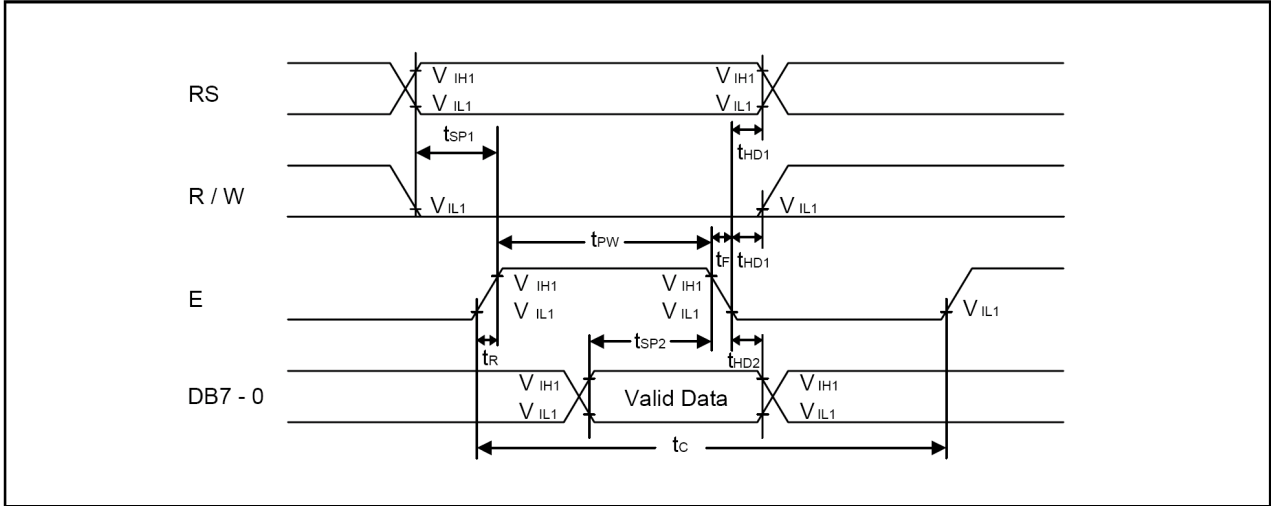 RS
V IH1
V IH1
V IL1
V IL1
tSP1
tHD1
R / W
V IL1
V IL1
tPW
tF
tHD1
E
V IH1
V IH1
V IL1
V IL1
V IL1
tSP2
tR
tHD2
DB7 - 0
V IH1
Valid Data
V IH1
V IL1
V IL1
tC